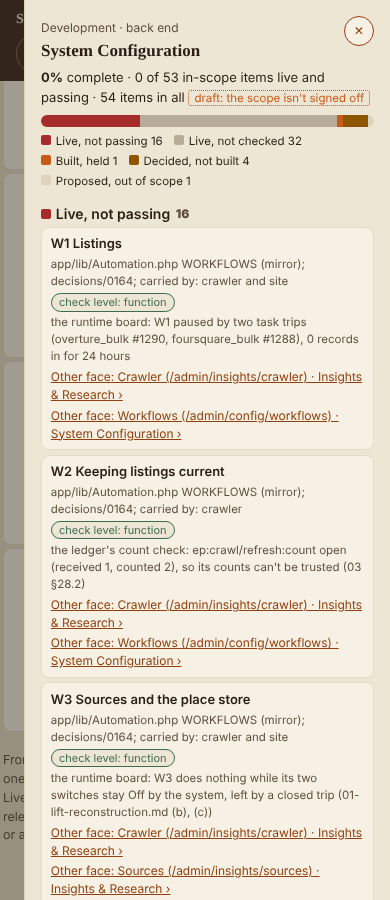 Development · back end
×
System Configuration
0% complete · 0 of 53 in-scope items live and
passing · 54 items in all draft: the scope isn't signed off
Live, not passing 16 Live, not checked 32
Built, held 1 Decided, not built 4
Proposed, out of scope 1
Live, not passing 16
W1 Listings
app/lib/Automation.php WORKFLOWS (mirror);
decisions/0164; carried by: crawler and site
check level: function
the runtime board: W1 paused by two task trips
(overture_bulk #1290, foursquare_bulk #1288), 0 records
in for 24 hours
Other face: Crawler (/admin/insights/crawler) · Insights
& Research ›
Other face: Workflows (/admin/config/workflows) ·
System Configuration ›
W2 Keeping listings current
app/lib/Automation.php WORKFLOWS (mirror);
decisions/0164; carried by: crawler
check level: function
the ledger's count check: ep:crawl/refresh:count open
(received 1, counted 2), so its counts can't be trusted (03
§28.2)
Other face: Crawler (/admin/insights/crawler) · Insights
& Research ›
Other face: Workflows (/admin/config/workflows) ·
System Configuration ›
W3 Sources and the place store
app/lib/Automation.php WORKFLOWS (mirror);
decisions/0164; carried by: crawler and site
check level: function
the runtime board: W3 does nothing while its two
switches stay Off by the system, left by a closed trip (01-
lift-reconstruction.md (b), (c))
Other face: Crawler (/admin/insights/crawler) · Insights
& Research ›
Other face: Sources (/admin/insights/sources) ·
Insights & Research ›